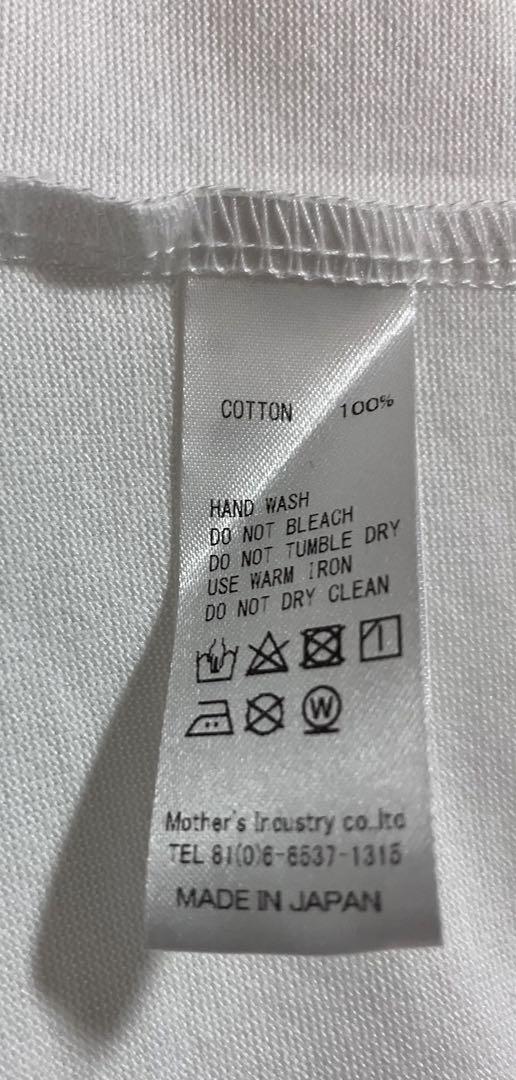 COTTON 100%
HAND WASH
DO NOT BLEACH
DO NOT TUMBLE DRY
USE WARM IRON
DO NOT DRY CLEAN
W
Mother's Industry co.,ltd
TEL 81(0)6-6537-1315
MADE IN JAPAN